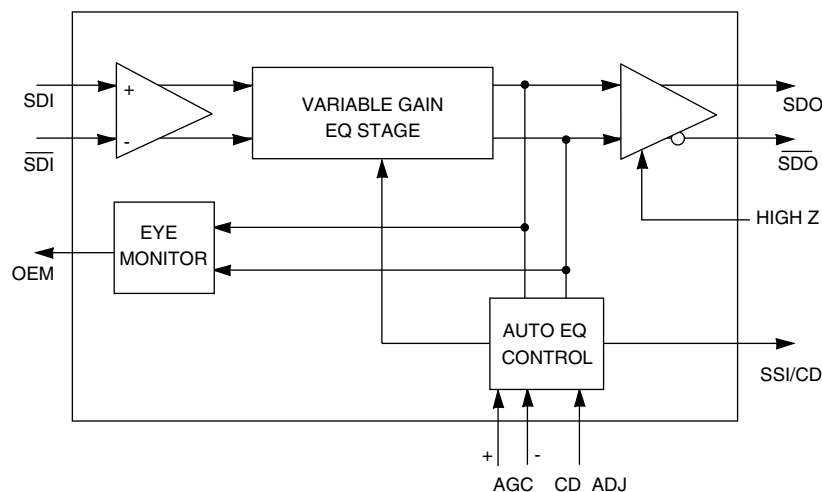 SDI
+
VARIABLE GAIN
EQ STAGE
SDO
SDI
-
SDO
HIGH Z
EYE
MONITOR
OEM
AUTO EQ
CONTROL
SSI/CD
+ -
AGC CD ADJ